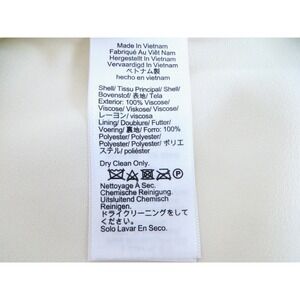 Made In Vietnam
Fabriqué Au Viêt Nam
Hergestellt In Vietnam
Vervaardigd In Vietnam
ベトナム製
hecho en vietnam
Shell/ Tissu Principal/ Shell/
Bovenstof/ 表地/ Tela
Exterior: 100% Viscose/
Viscose/ Viskose/ Viscose/
レーヨン/ viscosa
Lining/ Doublure/ Futter/
Voering/ 裏地/ Forro: 100%
Polyester/ Polyester/
Polyester/ Polyester/ ポリエ
ステル/ poliéster
Dry Clean Only.
Nettoyage À Sec.
Chemische Reinigung.
Uitsluitend Chemisch
Reinigen.
ドライクリーニングをして
ください。
Solo Lavar En Seco.